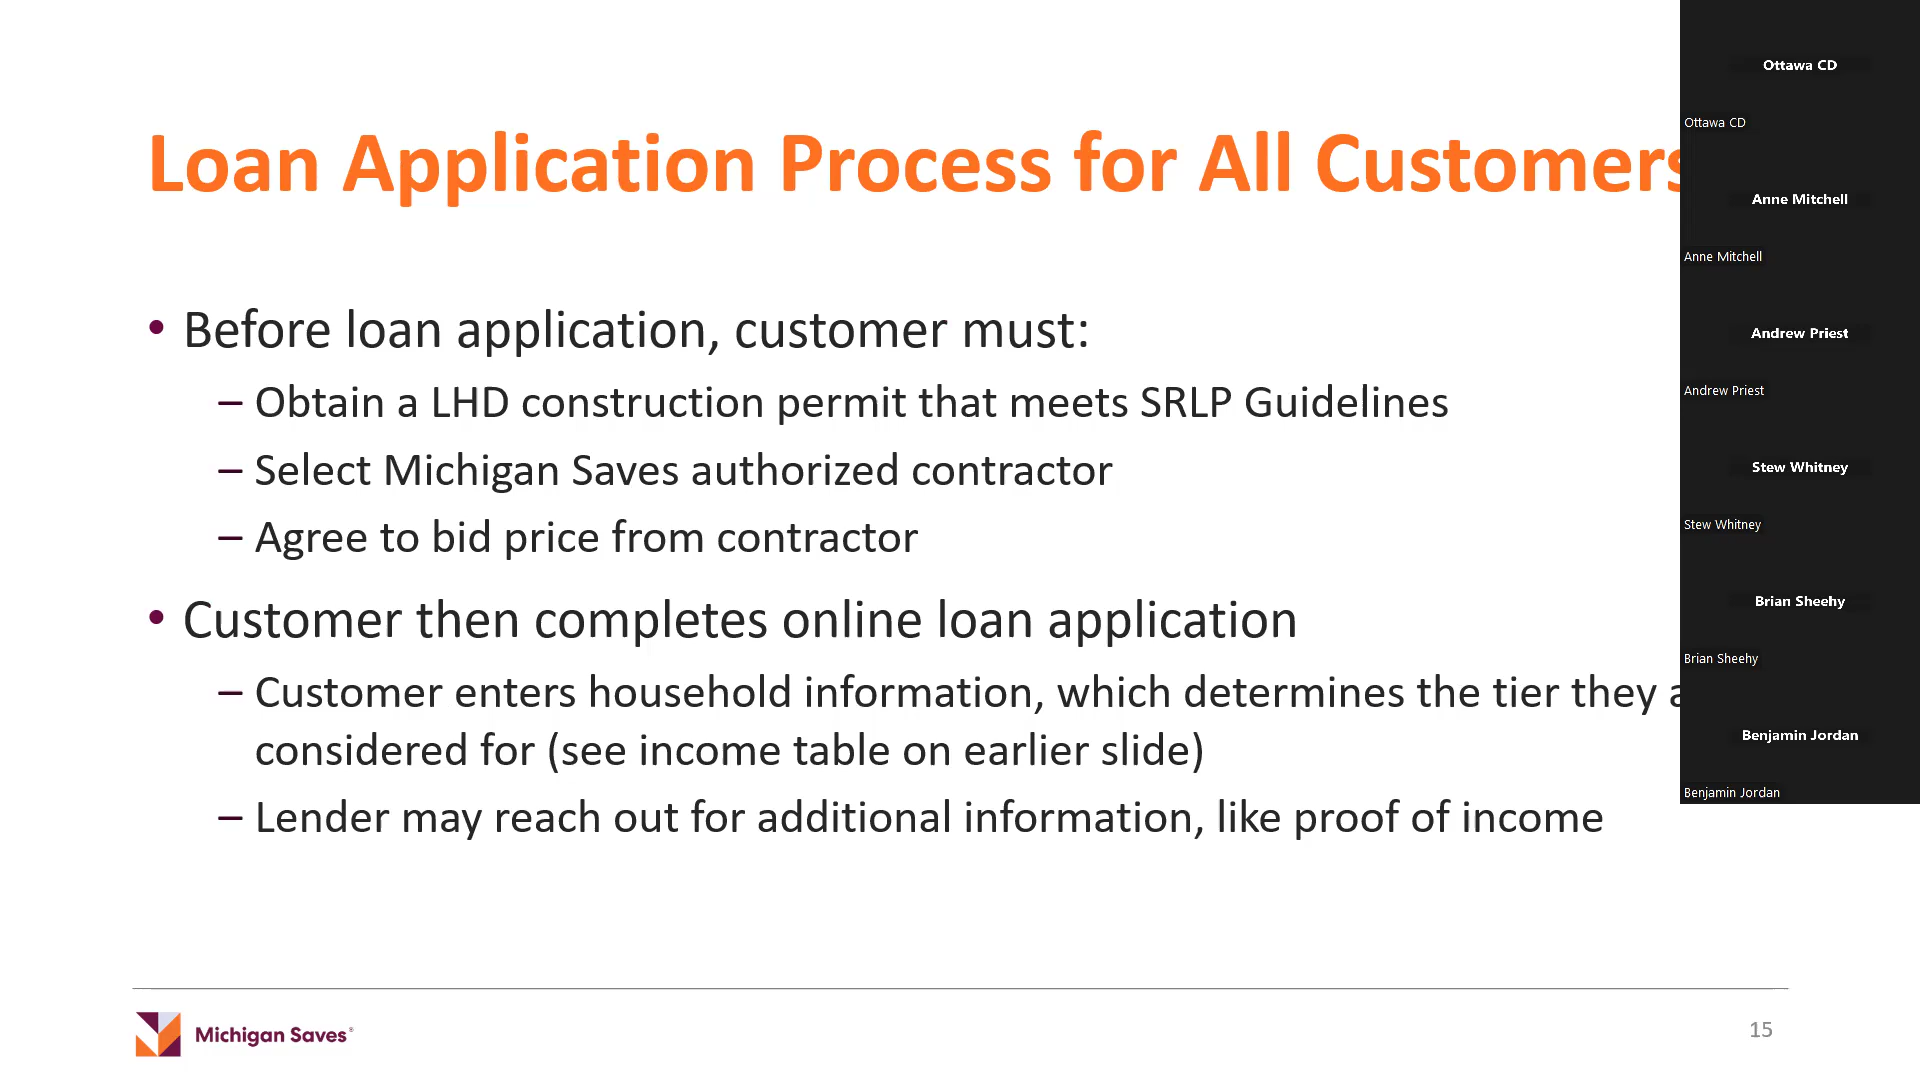 Loan Application Process for All Customers
• Before loan application, customer must:
– Obtain a LHD construction permit that meets SRLP Guidelines
– Select Michigan Saves authorized contractor
– Agree to bid price from contractor
• Customer then completes online loan application
– Customer enters household information, which determines the tier they
considered for (see income table on earlier slide)
– Lender may reach out for additional information, like proof of income
Michigan Saves®
15
Ottawa CD
Ottawa CD
Anne Mitchell
Anne Mitchell
Andrew Priest
Andrew Priest
Stew Whitney
Stew Whitney
Brian Sheehy
Brian Sheehy
Benjamin Jordan
Benjamin Jordan